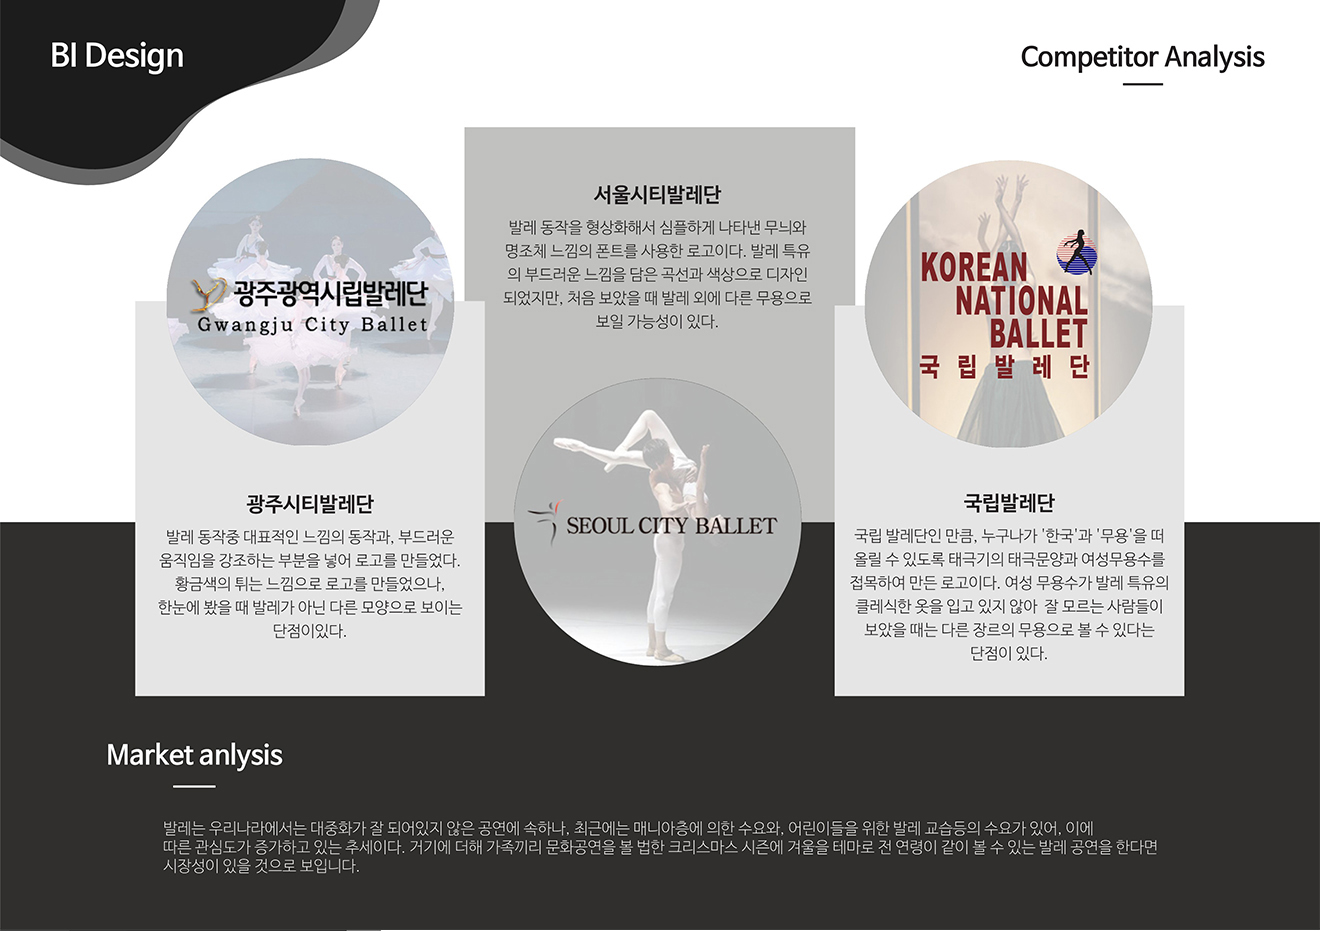 BI Design
Competitor Analysis
서울시티발레단
발레 동작을 형상화해서 심플하게 나타낸 무늬와
명조체 느낌의 폰트를 사용한 로고이다. 발레 특유
의 부드러운 느낌을 담은 곡선과 색상으로 디자인
되었지만, 처음 보았을 때 발레 외에 다른 무용으로
보일 가능성이 있다.
광주광역시립발레단
Gwangju City Ballet
KOREAN
NATIONAL
BALLET
국립발레단
SEOUL CITY BALLET
광주시티발레단
발레 동작중 대표적인 느낌의 동작과, 부드러운
움직임을 강조하는 부분을 넣어 로고를 만들었다.
황금색의 튀는 느낌으로 로고를 만들었으나,
한눈에 봤을 때 발레가 아닌 다른 모양으로 보이는
단점이있다.
국립발레단
국립 발레단인 만큼, 누구나가 '한국'과 '무용'을 떠
올릴 수 있도록 태극기의 태극문양과 여성무용수를
접목하여 만든 로고이다. 여성 무용수가 발레 특유의
클레식한 옷을 입고 있지 않아 잘 모르는 사람들이
보았을 때는 다른 장르의 무용으로 볼 수 있다는
단점이 있다.
Market anlysis
발레는 우리나라에서는 대중화가 잘 되어있지 않은 공연에 속하나, 최근에는 매니아층에 의한 수요와, 어린이들을 위한 발레 교습등의 수요가 있어, 이에
따른 관심도가 증가하고 있는 추세이다. 거기에 더해 가족끼리 문화공연을 볼 법한 크리스마스 시즌에 겨울을 테마로 전 연령이 같이 볼 수 있는 발레 공연을 한다면
시장성이 있을 것으로 보입니다.